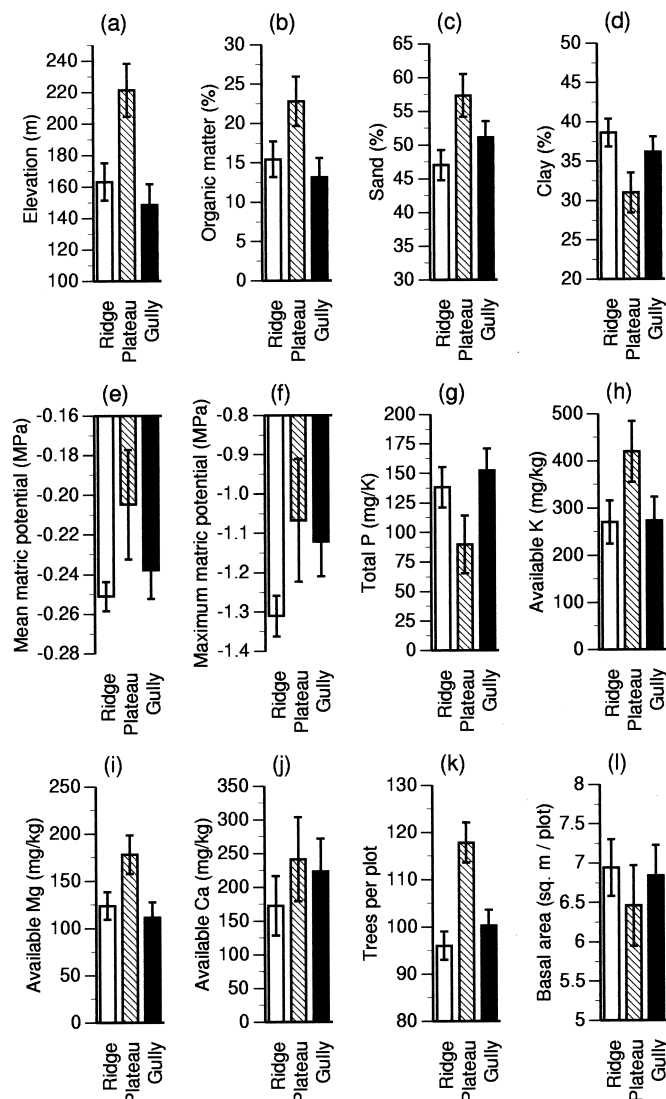 (a)
Elevation (m)
240
220
200
180
160
140
120
100
Ridge
Plateau
Gully
(b)
Organic matter (%)
30
25
20
15
10
5
0
Ridge
Plateau
Gully
(c)
Sand (%)
65
60
55
50
45
40
35
30
Ridge
Plateau
Gully
(d)
Clay (%)
50
45
40
35
30
25
20
Ridge
Plateau
Gully
(e)
Mean matric potential (MPa)
-0.16
-0.18
-0.20
-0.22
-0.24
-0.26
-0.28
Ridge
Plateau
Gully
(f)
Maximum matric potential (MPa)
-0.8
-0.9
-1.0
-1.1
-1.2
-1.3
-1.4
Ridge
Plateau
Gully
(g)
Total P (mg/K)
200
175
150
125
100
75
50
25
0
Ridge
Plateau
Gully
(h)
Available K (mg/kg)
500
400
300
200
100
0
Ridge
Plateau
Gully
(i)
Available Mg (mg/kg)
250
200
150
100
50
0
Ridge
Plateau
Gully
(j)
Available Ca (mg/kg)
350
300
250
200
150
100
50
0
Ridge
Plateau
Gully
(k)
Trees per plot
130
120
110
100
90
80
Ridge
Plateau
Gully
(l)
Basal area (sq. m / plot)
8
7.5
7
6.5
6
5.5
5
Ridge
Plateau
Gully